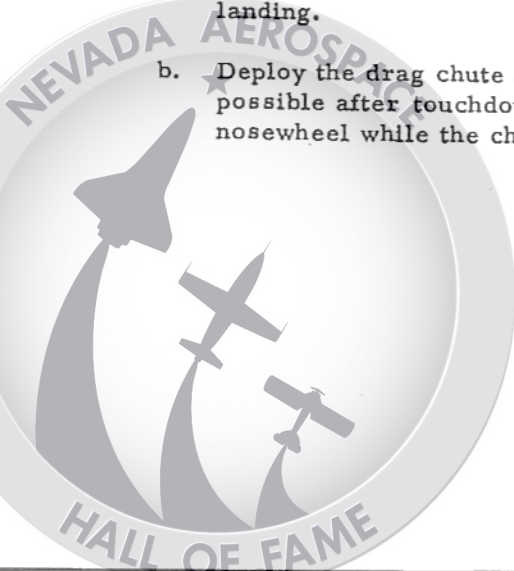 landing.
b. Deploy the drag chute
possible after touchdo
nosewheel while the ch
NEVADA AEROSPACE
HALL OF FAME